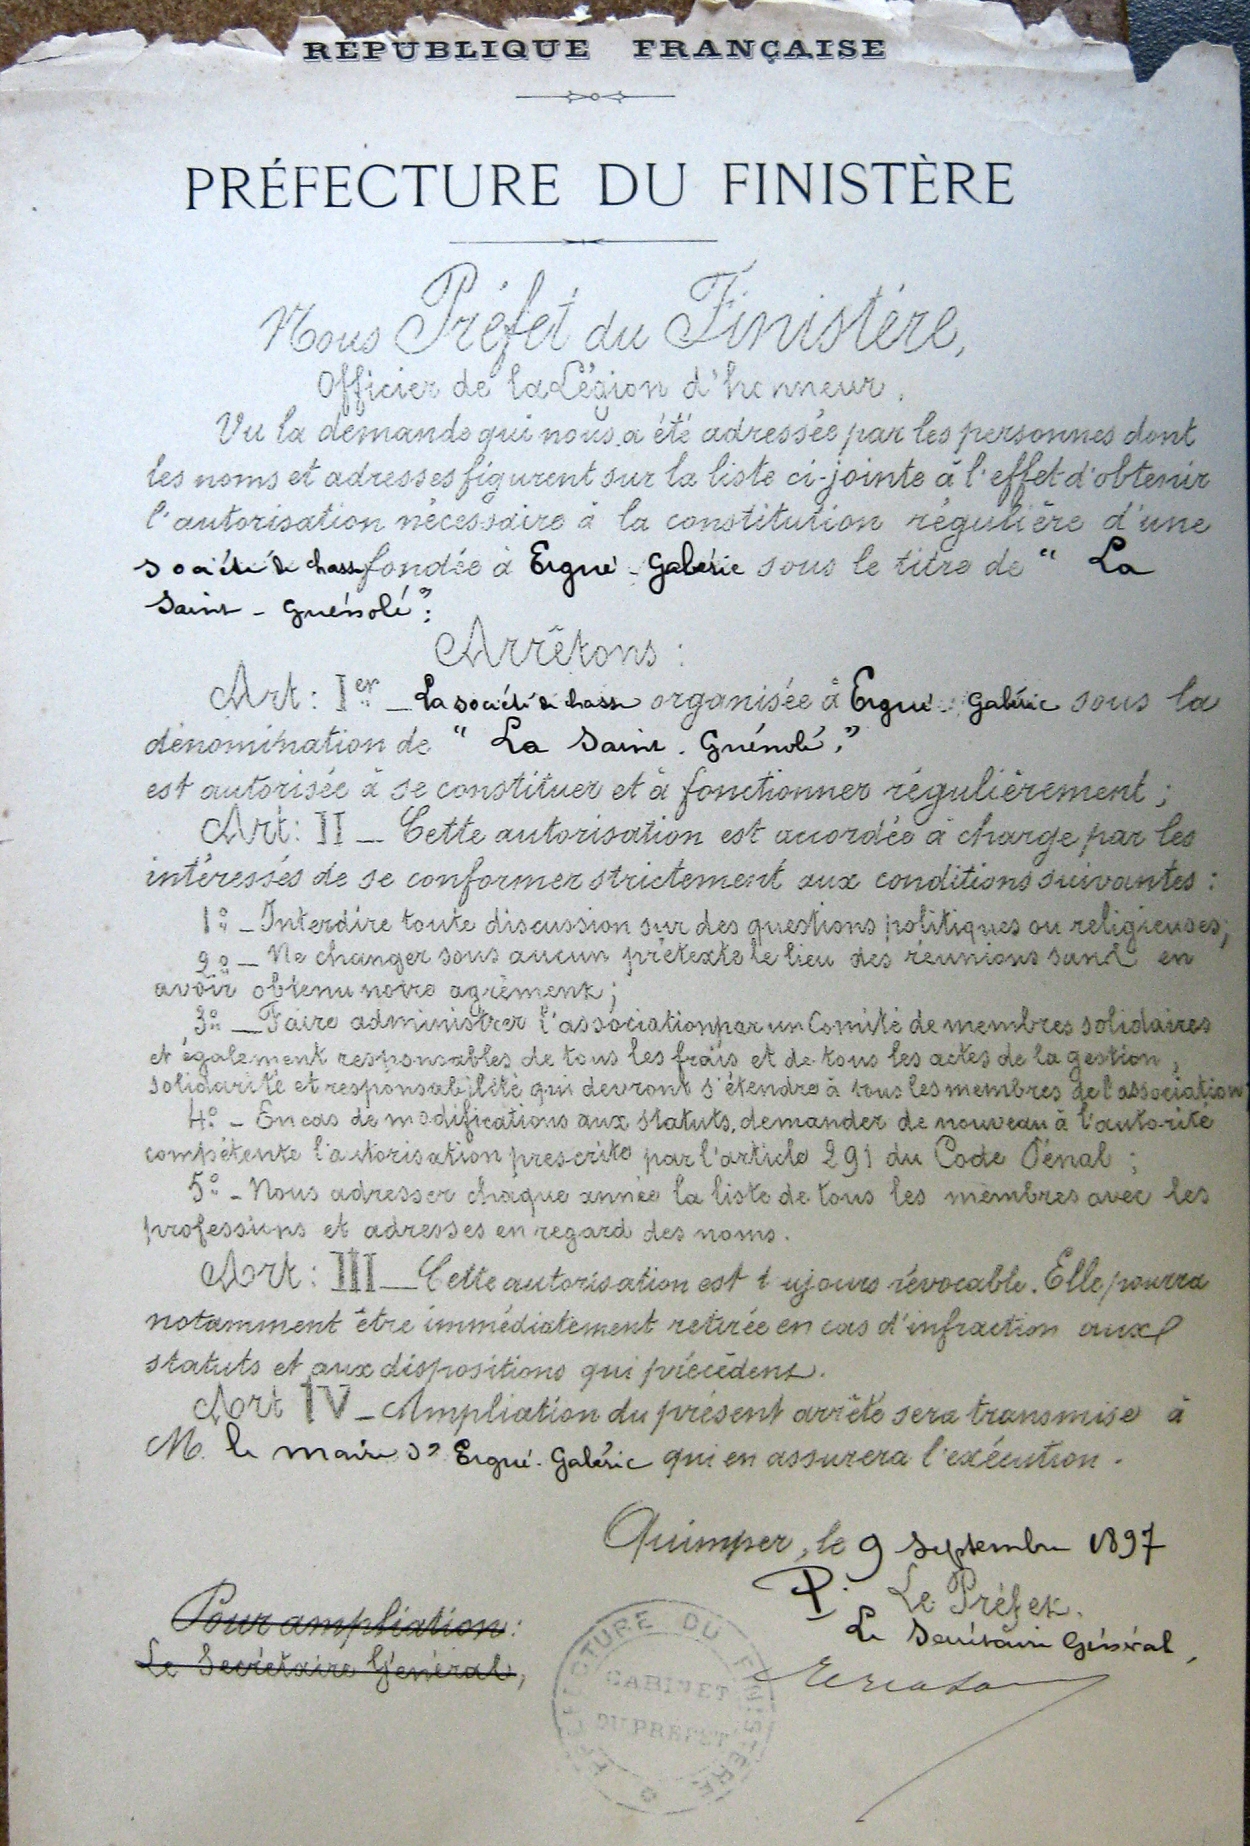 RÉPUBLIQUE FRANÇAISE
PRÉFECTURE DU FINISTÈRE
Nous Préfet du Finistère,
Officier de la Légion d'honneur,
Vu la demande qui nous a été adressée par les personnes dont
les noms et adresses figurent sur la liste ci-jointe à l'effet d'obtenir
l'autorisation nécessaire à la constitution régulière d'une
société de chasse fondée à Ergué-Gabéric sous le titre de " La
Saint-Guénolé";
Arrêtons :
Art: Ier _ La société de chasse organisée à Ergué-Gabéric sous la
dénomination de " La Saint-Guénolé,"
est autorisée à se constituer et à fonctionner régulièrement ;
Art: II _ Cette autorisation est accordée à charge par les
intéressés de se conformer strictement aux conditions suivantes :
1° _ Interdire toute discussion sur des questions politiques ou religieuses;
2° _ Ne changer sous aucun prétexte le lieu des réunions sans en
avoir obtenu notre agrément ;
3° _ Faire administrer l'association par un Comité de membres solidaires
et également responsables de tous les frais et de tous les actes de la gestion,
solidarité et responsabilité qui devront s'étendre à tous les membres de l'association
4° - En cas de modifications aux statuts, demander de nouveau à l'autorité
compétente l'autorisation prescrite par l'article 291 du Code Pénal ;
5° - Nous adresser chaque année la liste de tous les membres avec les
professions et adresses en regard des noms.
Art: III _ Cette autorisation est t ujours révocable. Elle pourra
notamment être immédiatement retirée en cas d'infraction aux
statuts et aux dispositions qui précèdent.
Art IV _ Ampliation du présent arrêté sera transmise à
M. le maire d' Ergué-Gabéric qui en assurera l'exécution.
Quimper, le 9 Septembre 1897
P. Le Préfet.
Le Secrétaire Général,
Pour ampliation :
Le Secrétaire Général,
PRÉFECTURE DU FINISTÈRE
CABINET
DU PRÉFET